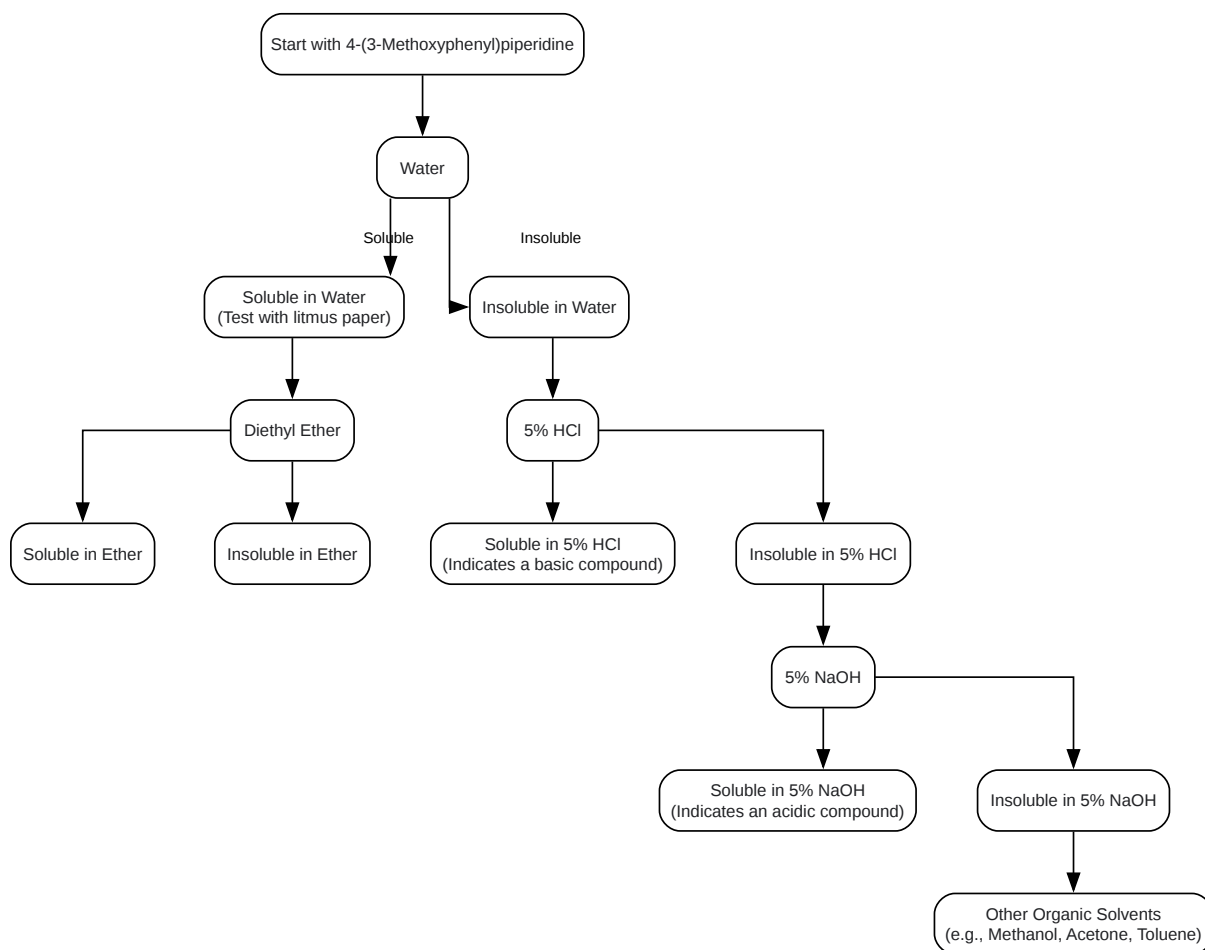 Start with 4-(3-Methoxyphenyl)piperidine
Water
Soluble
Insoluble
Soluble in Water
(Test with litmus paper)
Insoluble in Water
Diethyl Ether
5% HCl
Soluble in Ether
Insoluble in Ether
Soluble in 5% HCl
(Indicates a basic compound)
Insoluble in 5% HCl
5% NaOH
Soluble in 5% NaOH
(Indicates an acidic compound)
Insoluble in 5% NaOH
Other Organic Solvents
(e.g., Methanol, Acetone, Toluene)